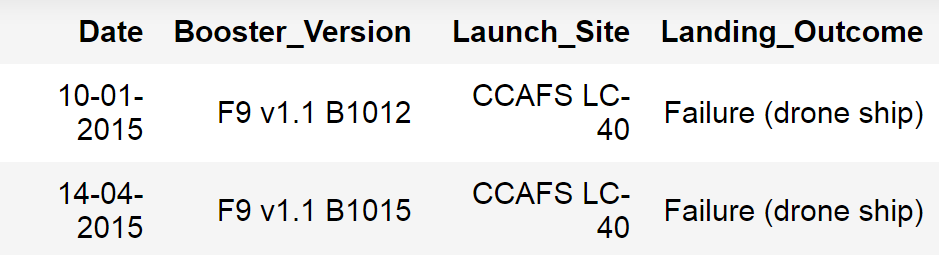 Date Booster_Version Launch_Site Landing_Outcome
10-01-
2015 F9 v1.1 B1012 CCAFS LC-
40 Failure (drone ship)
14-04-
2015 F9 v1.1 B1015 CCAFS LC-
40 Failure (drone ship)